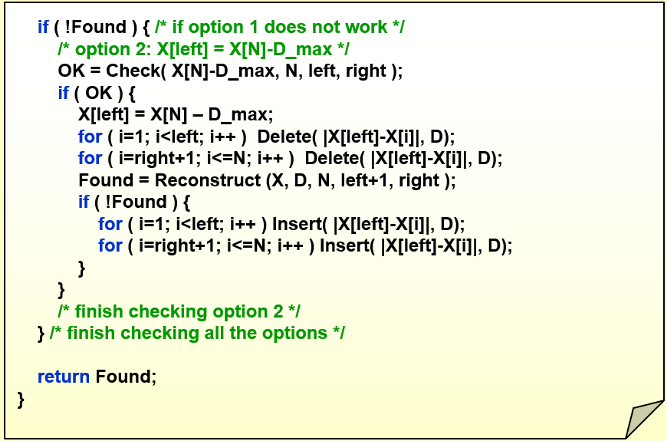 if ( !Found ) { /* if option 1 does not work */
/* option 2: X[left] = X[N]-D_max */
OK = Check( X[N]-D_max, N, left, right );
if ( OK ) {
X[left] = X[N] – D_max;
for ( i=1; i<left; i++ )  Delete( |X[left]-X[i]|, D);
for ( i=right+1; i<=N; i++ )  Delete( |X[left]-X[i]|, D);
Found = Reconstruct (X, D, N, left+1, right );
if ( !Found ) {
for ( i=1; i<left; i++ ) Insert( |X[left]-X[i]|, D);
for ( i=right+1; i<=N; i++ ) Insert( |X[left]-X[i]|, D);
}
}
/* finish checking option 2 */
} /* finish checking all the options */
return Found;
}